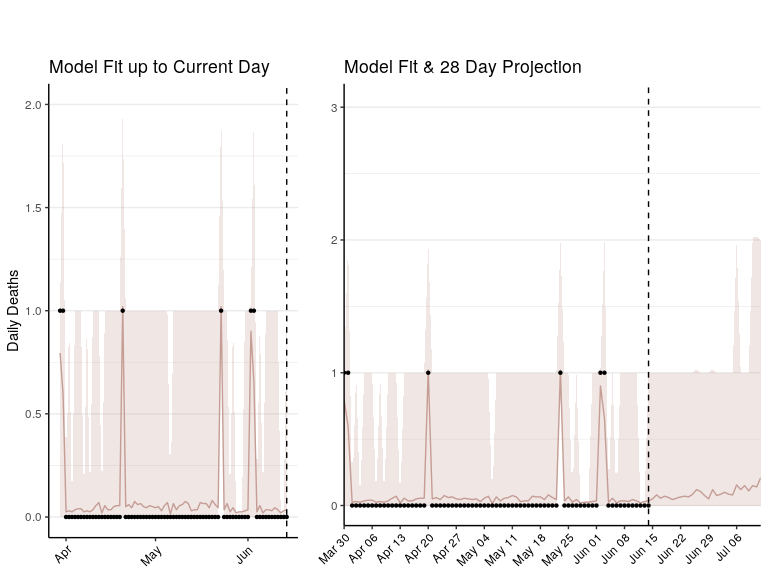 Model Fit up to Current Day
Model Fit & 28 Day Projection
Daily Deaths
2.0
1.5
1.0
0.5
0.0
Apr
May
Jun
3
2
1
0
Mar 30
Apr 06
Apr 13
Apr 20
Apr 27
May 04
May 11
May 18
May 25
Jun 01
Jun 08
Jun 15
Jun 22
Jun 29
Jul 06